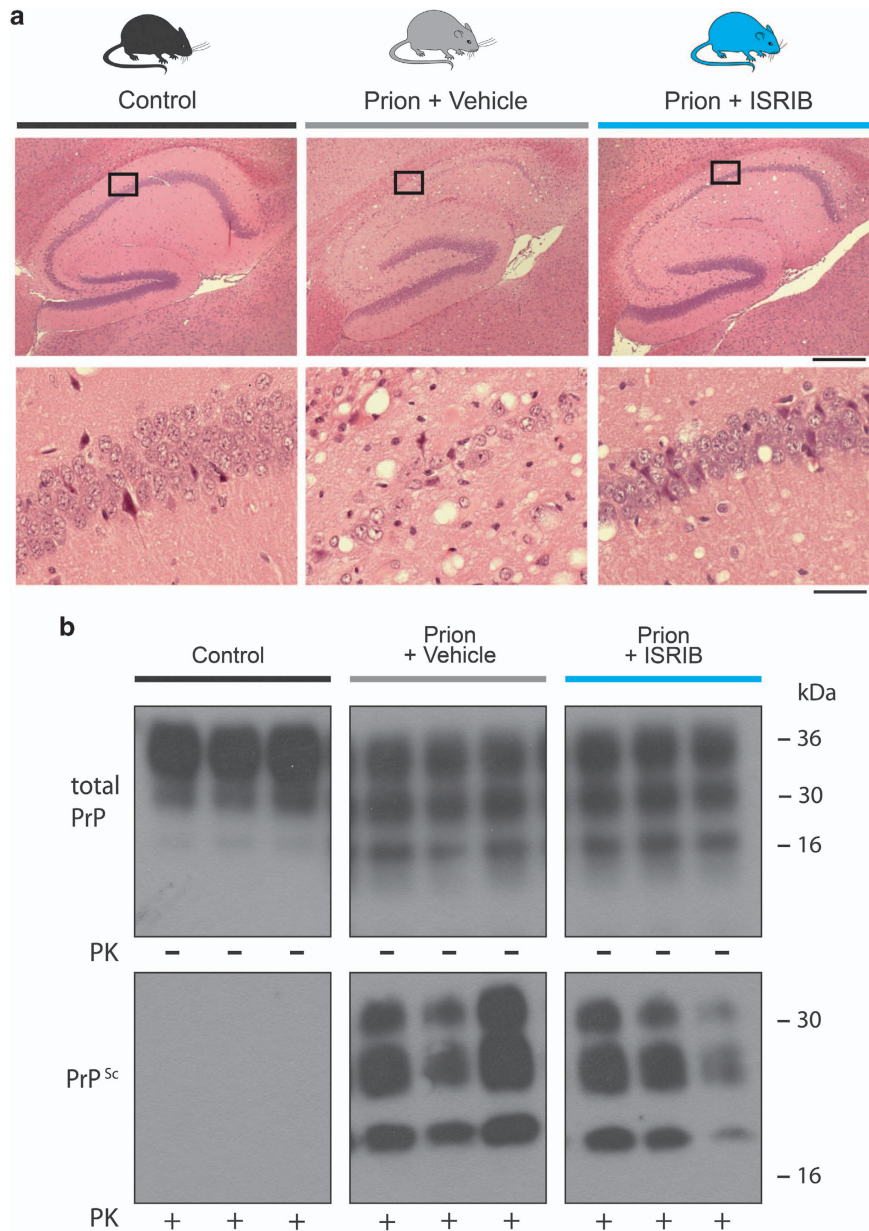 a
Control
Prion + Vehicle
Prion + ISRIB
b
Control
Prion
+ Vehicle
Prion
+ ISRIB
kDa
total
PrP
– 36
– 30
– 16
PK
– – –
– – –
– – –
PrP Sc
– 30
– 16
PK
+ + +
+ + +
+ + +